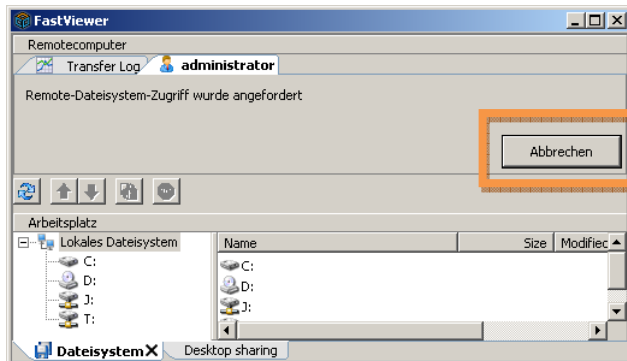 FastViewer
Remotecomputer
Transfer Log administrator
Remote-Dateisystem-Zugriff wurde angefordert
Abbrechen
Arbeitsplatz
Lokales Dateisystem
C:
D:
J:
T:
Name Size Modified
C:
D:
J:
Dateisystem X Desktop sharing